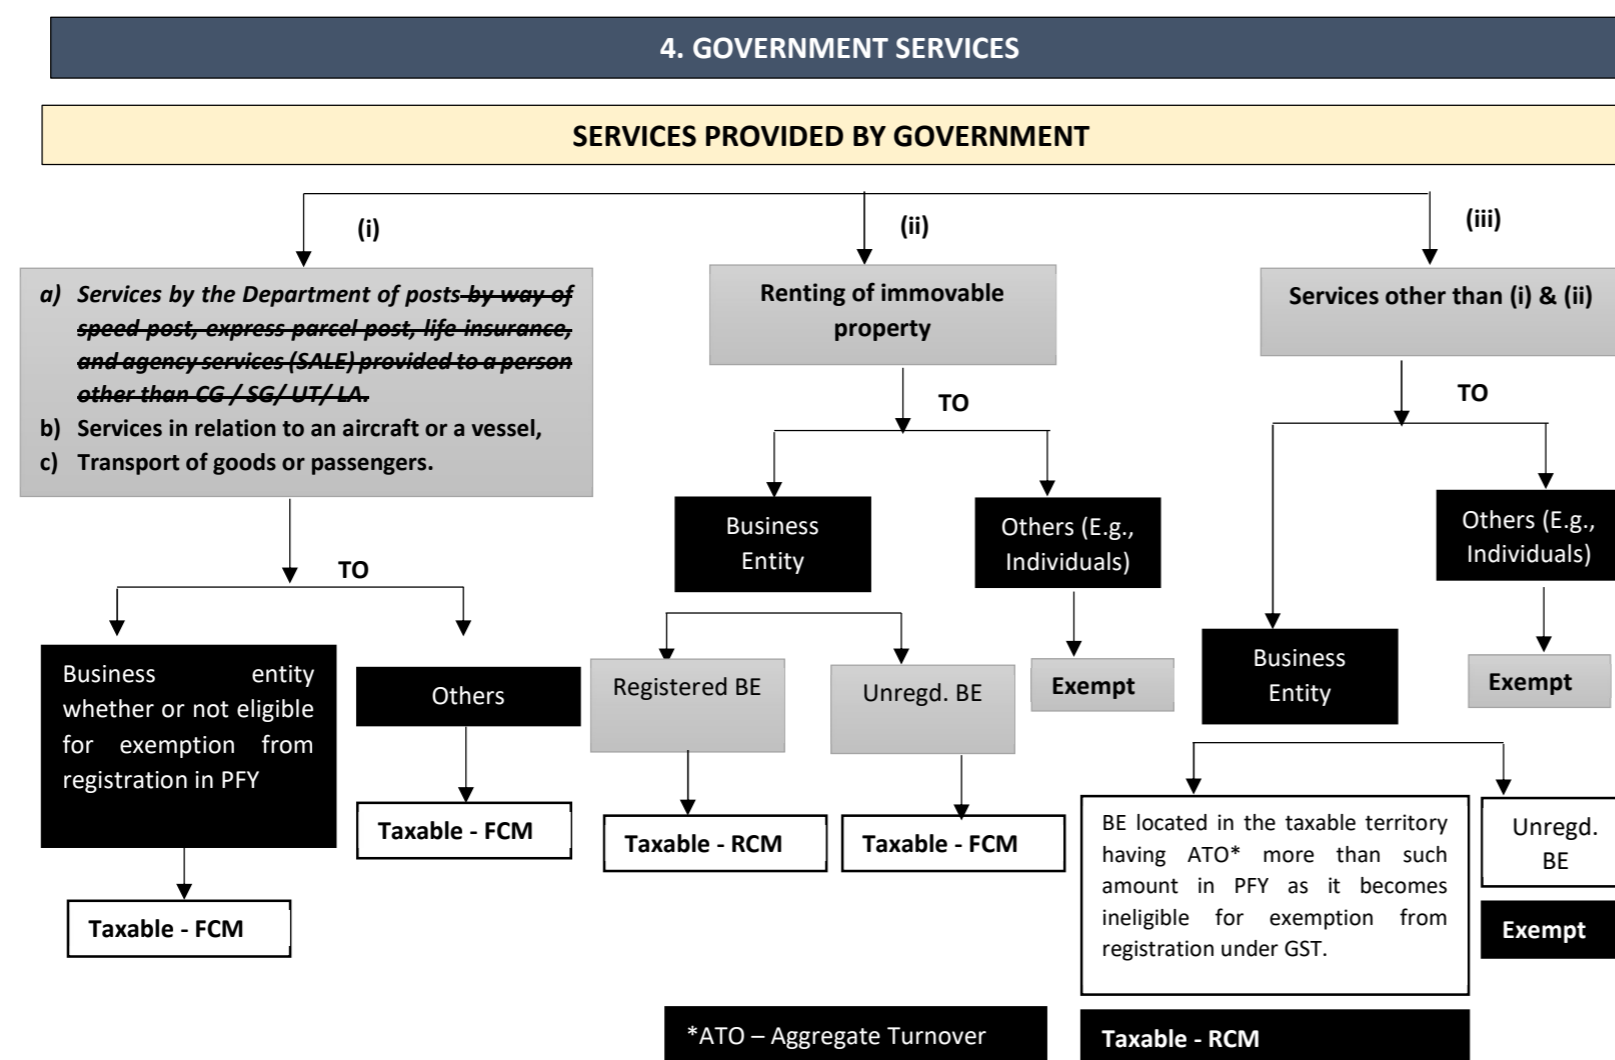 4. GOVERNMENT SERVICES
SERVICES PROVIDED BY GOVERNMENT
(i)
(ii)
(iii)
a) Services by the Department of posts by way of
speed post, express parcel post, life insurance,
and agency services (SALE) provided to a person
other than CG / SG/ UT/ LA.
b) Services in relation to an aircraft or a vessel,
c) Transport of goods or passengers.
Renting of immovable
property
Services other than (i) & (ii)
TO
TO
TO
Business entity
whether or not eligible
for exemption from
registration in PFY
Others
Taxable - FCM
Taxable - FCM
Business
Entity
Others (E.g.,
Individuals)
Registered BE
Unregd. BE
Exempt
Taxable - RCM
Taxable - FCM
Business
Entity
Others (E.g.,
Individuals)
Exempt
BE located in the taxable territory
having ATO* more than such
amount in PFY as it becomes
ineligible for exemption from
registration under GST.
Unregd.
BE
Exempt
*ATO – Aggregate Turnover
Taxable - RCM